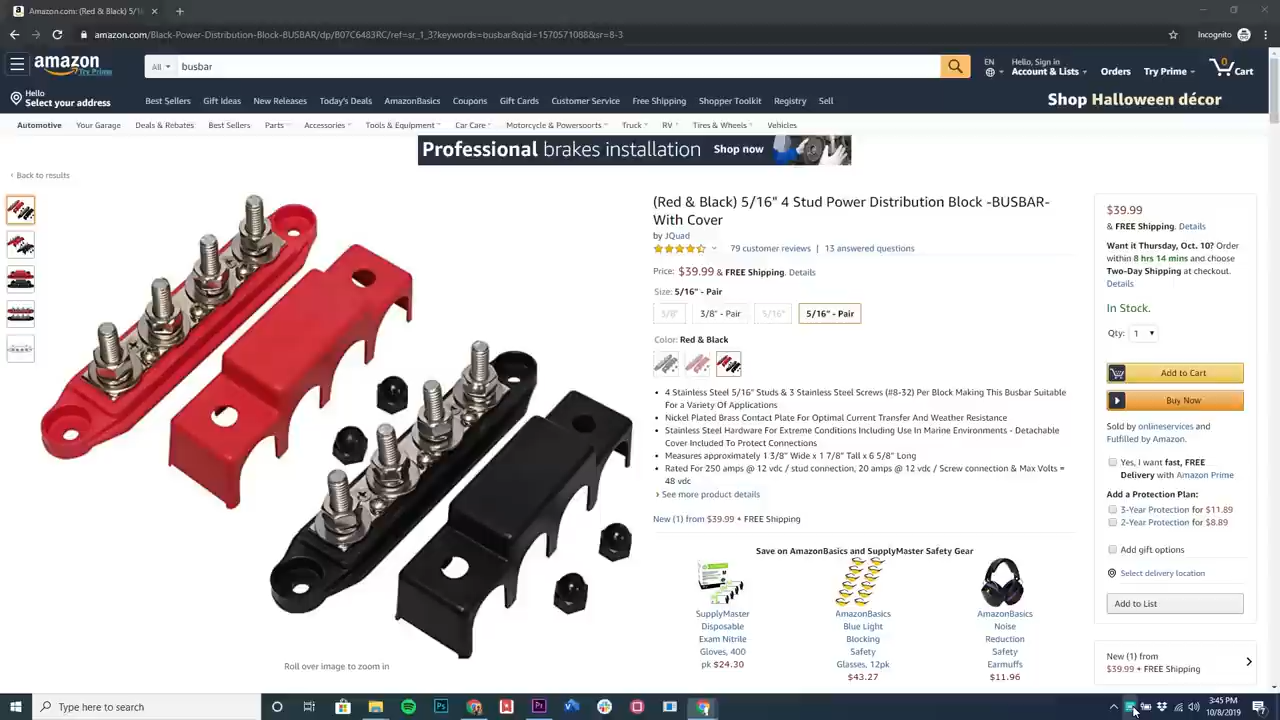 Amazon.com: (Red & Black) 5/16
amazon.com/Black-Power-Distribution-Block-BUSBAR/dp/B07C6483RC/ref=sr_1_3?keywords=busbar&qid=1570571088&sr=8-3
Incognito
amazon
Try Prime
All
busbar
EN
Hello, Sign in
Account & Lists
Orders
Try Prime
0
Cart
Hello
Select your address
Best Sellers
Gift Ideas
New Releases
Today's Deals
AmazonBasics
Coupons
Gift Cards
Customer Service
Free Shipping
Shopper Toolkit
Registry
Sell
Shop Halloween décor
Automotive
Your Garage
Deals & Rebates
Best Sellers
Parts
Accessories
Tools & Equipment
Car Care
Motorcycle & Powersports
Truck
RV
Tires & Wheels
Vehicles
Professional brakes installation
Shop now
‹ Back to results
(Red & Black) 5/16" 4 Stud Power Distribution Block -BUSBAR-
With Cover
by JQuad
79 customer reviews | 13 answered questions
Price: $39.99 & FREE Shipping. Details
Size: 5/16" - Pair
3/8"
3/8" - Pair
5/16"
5/16" - Pair
Color: Red & Black
• 4 Stainless Steel 5/16" Studs & 3 Stainless Steel Screws (#8-32) Per Block Making This Busbar Suitable
For a Variety Of Applications
• Nickel Plated Brass Contact Plate For Optimal Current Transfer And Weather Resistance
• Stainless Steel Hardware For Extreme Conditions Including Use In Marine Environments - Detachable
Cover Included To Protect Connections
• Measures approximately 1 3/8" Wide x 1 7/8" Tall x 6 5/8" Long
• Rated For 250 amps @ 12 vdc / stud connection, 20 amps @ 12 vdc / Screw connection & Max Volts =
48 vdc
› See more product details
New (1) from $39.99 + FREE Shipping
Save on AmazonBasics and SupplyMaster Safety Gear
SupplyMaster
Disposable
Exam Nitrile
Gloves, 400
pk $24.30
AmazonBasics
Blue Light
Blocking
Safety
Glasses, 12pk
$43.27
AmazonBasics
Noise
Reduction
Safety
Earmuffs
$11.96
Roll over image to zoom in
$39.99
& FREE Shipping. Details
Want it Thursday, Oct. 10? Order
within 8 hrs 14 mins and choose
Two-Day Shipping at checkout.
Details
In Stock.
Qty: 1
Add to Cart
Buy Now
Sold by onlineservices and
Fulfilled by Amazon.
Yes, I want fast, FREE
Delivery with Amazon Prime
Add a Protection Plan:
3-Year Protection for $11.89
2-Year Protection for $8.89
Add gift options
Select delivery location
Add to List
New (1) from
$39.99 + FREE Shipping
Type here to search
3:45 PM
10/8/2019